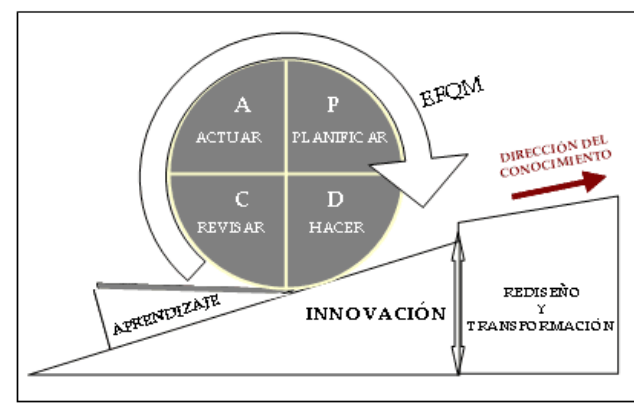 A
ACTUAR
P
PLANIFICAR
EFQM
C
REVISAR
D
HACER
DIRECCIÓN DEL
CONOCIMIENTO
APRENDIZAJE
INNOVACIÓN
REDISEÑO
Y
TRANSFORMACIÓN